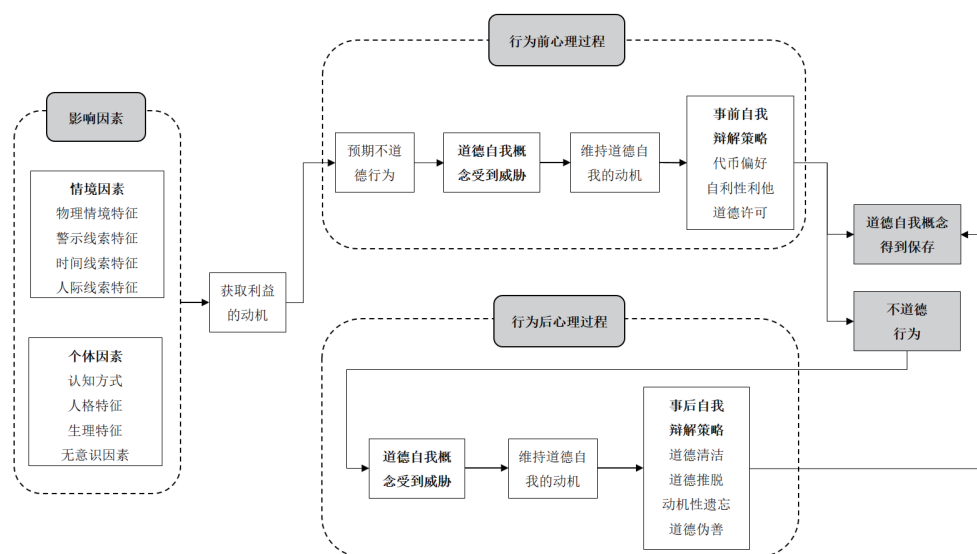 行为前心理过程
影响因素
情境因素
物理情境特征
警示线索特征
时间线索特征
人际线索特征
个体因素
认知方式
人格特征
生理特征
无意识因素
获取利益
的动机
预期不道
德行为
道德自我概
念受到威胁
维持道德自
我的动机
事前自我
辩解策略
代币偏好
自利性利他
道德许可
道德自我概念
得到保存
不道德
行为
行为后心理过程
道德自我概
念受到威胁
维持道德自
我的动机
事后自我
辩解策略
道德清洁
道德推脱
动机性遗忘
道德伪善